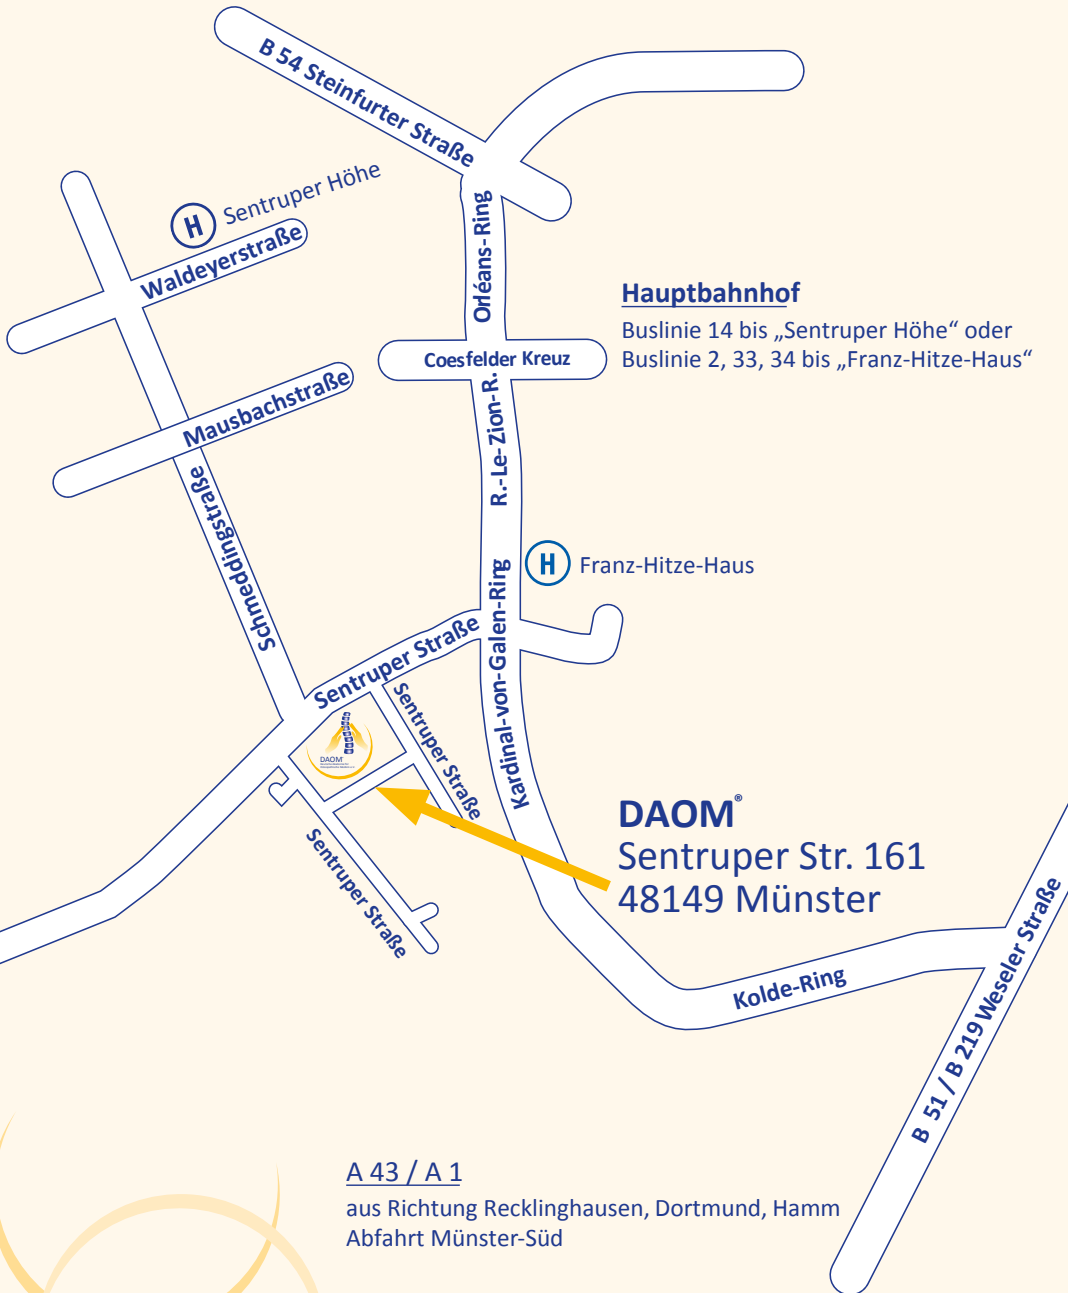 B 54 Steinfurter Straße
H Sentruper Höhe
Waldeyerstraße
Orléans-Ring
Hauptbahnhof
Buslinie 14 bis „Sentruper Höhe“ oder
Buslinie 2, 33, 34 bis „Franz-Hitze-Haus“
Coesfelder Kreuz
Mausbachstraße
R.-Le-Zion-R.
Schmeddingstraße
H Franz-Hitze-Haus
Kardinal-von-Galen-Ring
Sentruper Straße
Sentruper Straße
DAOM
DAOM®
Sentruper Str. 161
48149 Münster
Sentruper Straße
Kolde-Ring
B 51 / B 219 Weseler Straße
A 43 / A 1
aus Richtung Recklinghausen, Dortmund, Hamm
Abfahrt Münster-Süd